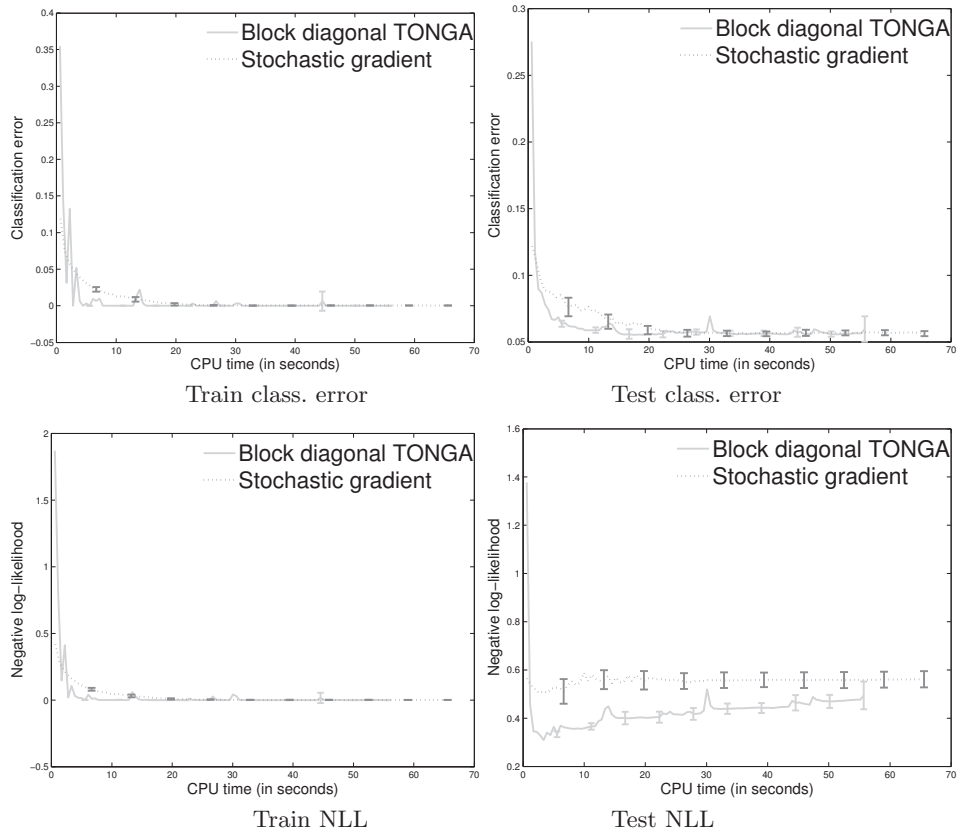 0.4
0.35
0.3
0.25
0.2
0.15
0.1
0.05
0
−0.05
Classification error
Block diagonal TONGA
Stochastic gradient
0 10 20 30 40 50 60 70
CPU time (in seconds)
Train class. error
0.3
0.25
0.2
0.15
0.1
0.05
Classification error
Block diagonal TONGA
Stochastic gradient
0 10 20 30 40 50 60 70
CPU time (in seconds)
Test class. error
2
1.5
1
0.5
0
−0.5
Negative log−likelihood
Block diagonal TONGA
Stochastic gradient
0 10 20 30 40 50 60 70
CPU time (in seconds)
Train NLL
1.6
1.4
1.2
1
0.8
0.6
0.4
0.2
Negative log−likelihood
Block diagonal TONGA
Stochastic gradient
0 10 20 30 40 50 60 70
CPU time (in seconds)
Test NLL